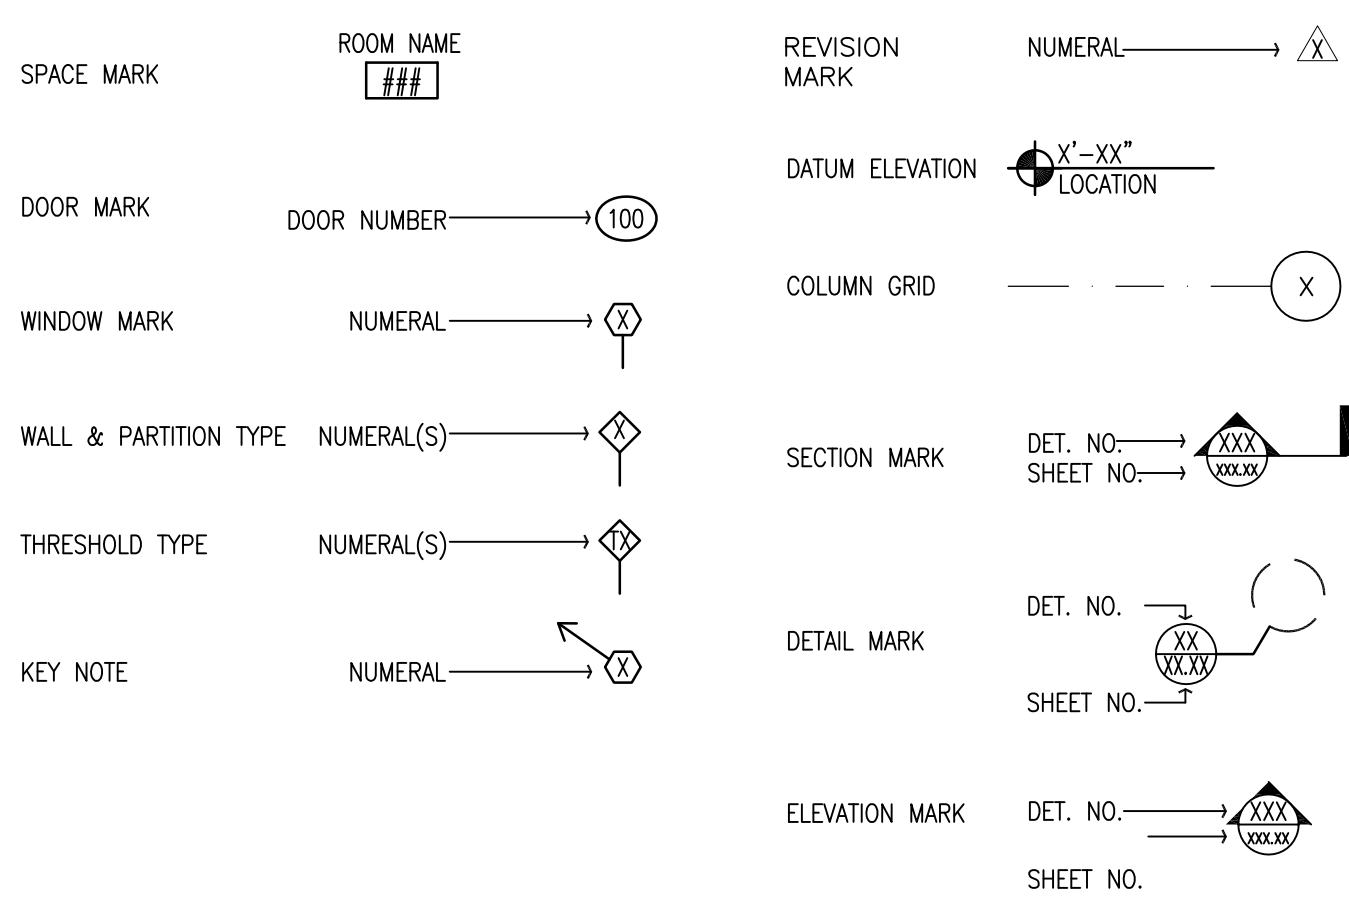 ROOM NAME
SPACE MARK
###
DOOR MARK
DOOR NUMBER
100
WINDOW MARK
NUMERAL
X
WALL & PARTITION TYPE
NUMERAL(S)
X
THRESHOLD TYPE
NUMERAL(S)
TX
KEY NOTE
NUMERAL
X
REVISION
MARK
NUMERAL
X
DATUM ELEVATION
X'-XX"
LOCATION
COLUMN GRID
X
SECTION MARK
DET. NO.
XXX
SHEET NO.
XXX.XX
DETAIL MARK
DET. NO.
XX
XX.XX
SHEET NO.
ELEVATION MARK
DET. NO.
XXX
XXX.XX
SHEET NO.